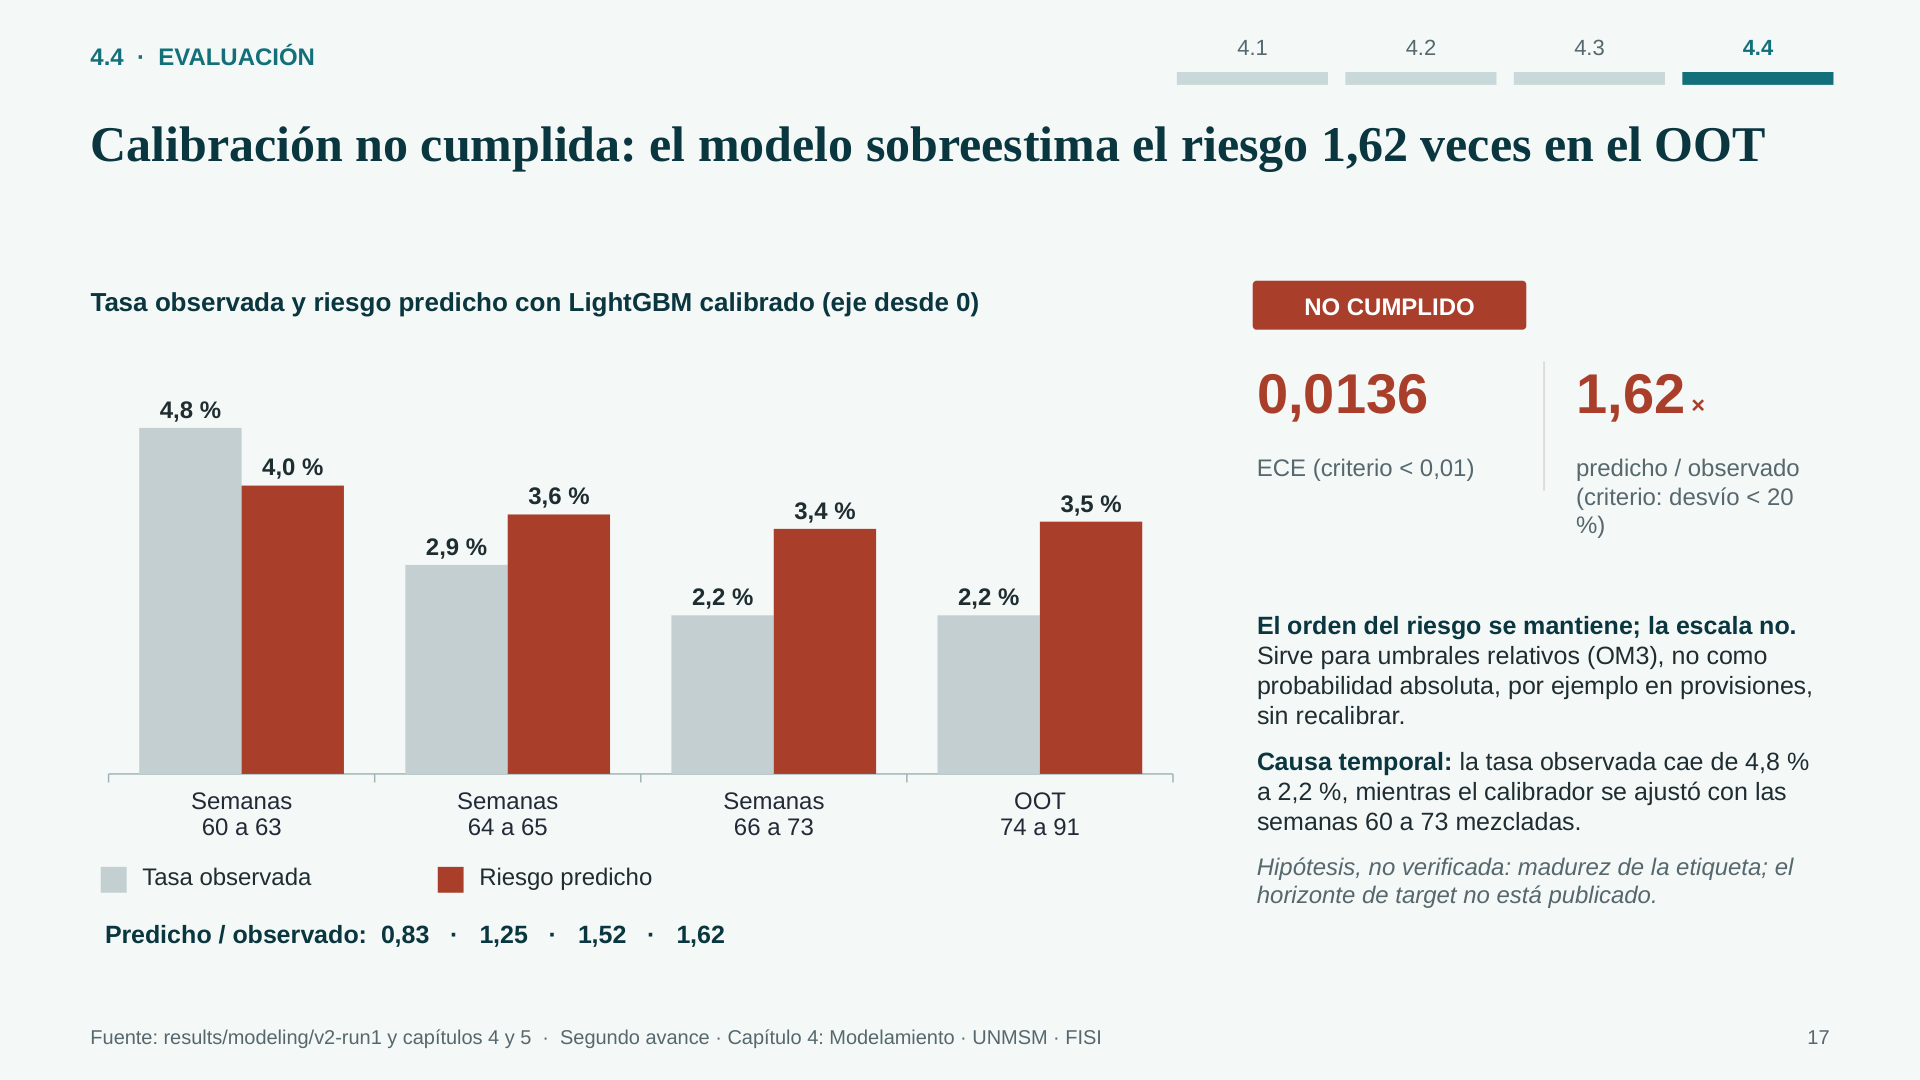 4.4 · EVALUACIÓN
4.1
4.2
4.3
4.4
Calibración no cumplida: el modelo sobreestima el riesgo 1,62 veces en el OOT
Tasa observada y riesgo predicho con LightGBM calibrado (eje desde 0)
4,8 %
4,0 %
2,9 %
3,6 %
2,2 %
3,4 %
2,2 %
3,5 %
Semanas
60 a 63
Semanas
64 a 65
Semanas
66 a 73
OOT
74 a 91
Tasa observada
Riesgo predicho
Predicho / observado: 0,83 · 1,25 · 1,52 · 1,62
NO CUMPLIDO
0,0136
ECE (criterio < 0,01)
1,62 ×
predicho / observado
(criterio: desvío < 20
%)
El orden del riesgo se mantiene; la escala no.
Sirve para umbrales relativos (OM3), no como
probabilidad absoluta, por ejemplo en provisiones,
sin recalibrar.
Causa temporal: la tasa observada cae de 4,8 %
a 2,2 %, mientras el calibrador se ajustó con las
semanas 60 a 73 mezcladas.
Hipótesis, no verificada: madurez de la etiqueta; el
horizonte de target no está publicado.
Fuente: results/modeling/v2-run1 y capítulos 4 y 5 · Segundo avance · Capítulo 4: Modelamiento · UNMSM · FISI
17